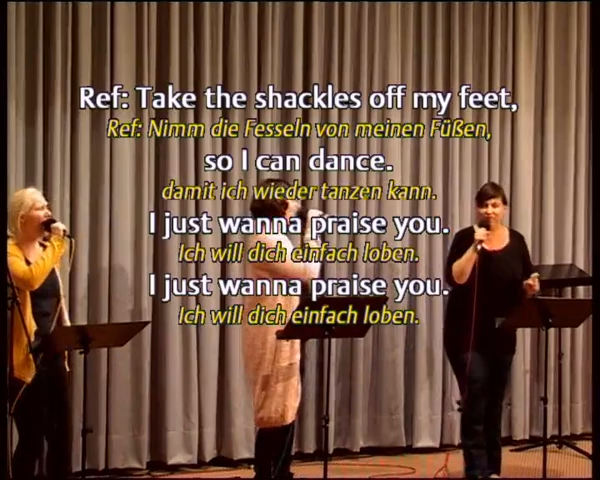 Ref: Take the shackles off my feet,
Ref: Nimm die Fesseln von meinen Füßen,
so I can dance.
damit ich wieder tanzen kann.
I just wanna praise you.
Ich will dich einfach loben.
I just wanna praise you.
Ich will dich einfach loben.